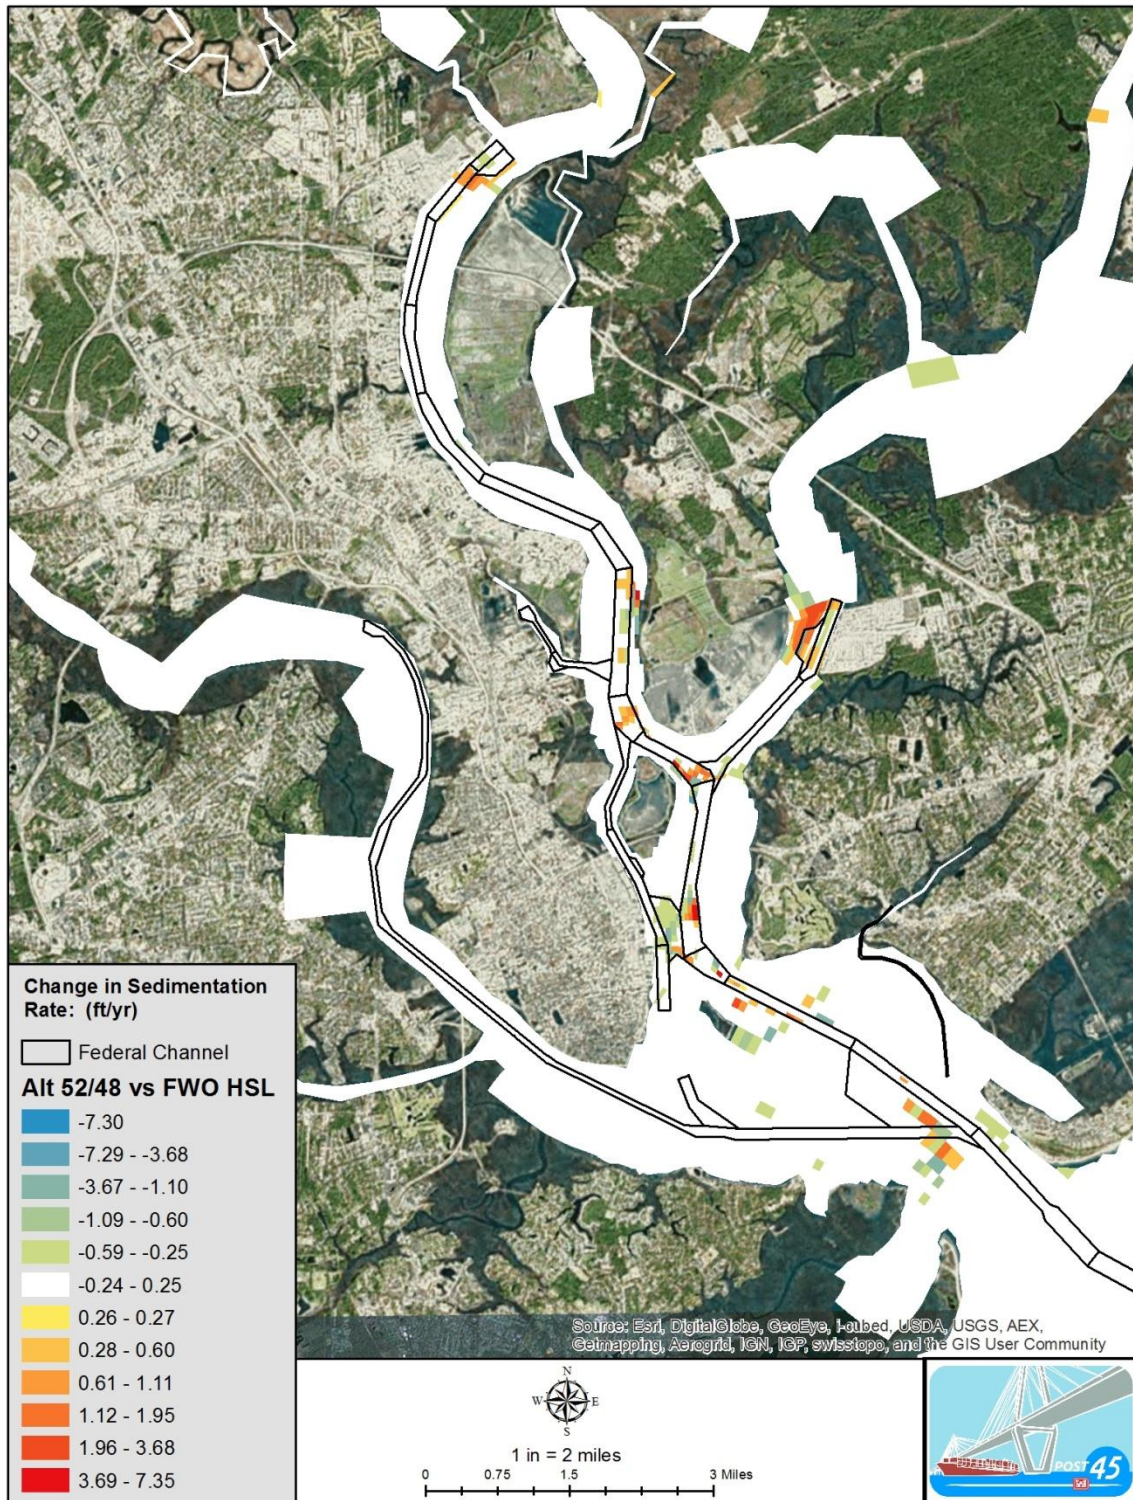 Change in Sedimentation
Rate: (ft/yr)
Federal Channel
Alt 52/48 vs FWO HSL
-7.30
-7.29 - -3.68
-3.67 - -1.10
-1.09 - -0.60
-0.59 - -0.25
-0.24 - 0.25
0.26 - 0.27
0.28 - 0.60
0.61 - 1.11
1.12 - 1.95
1.96 - 3.68
3.69 - 7.35
Source: Esri, DigitalGlobe, GeoEye, i-cubed, USDA, USGS, AEX,
Getmapping, Aerogrid, IGN, IGP, swisstopo, and the GIS User Community
N
W E
S
1 in = 2 miles
0 0.75 1.5 3 Miles
POST 45